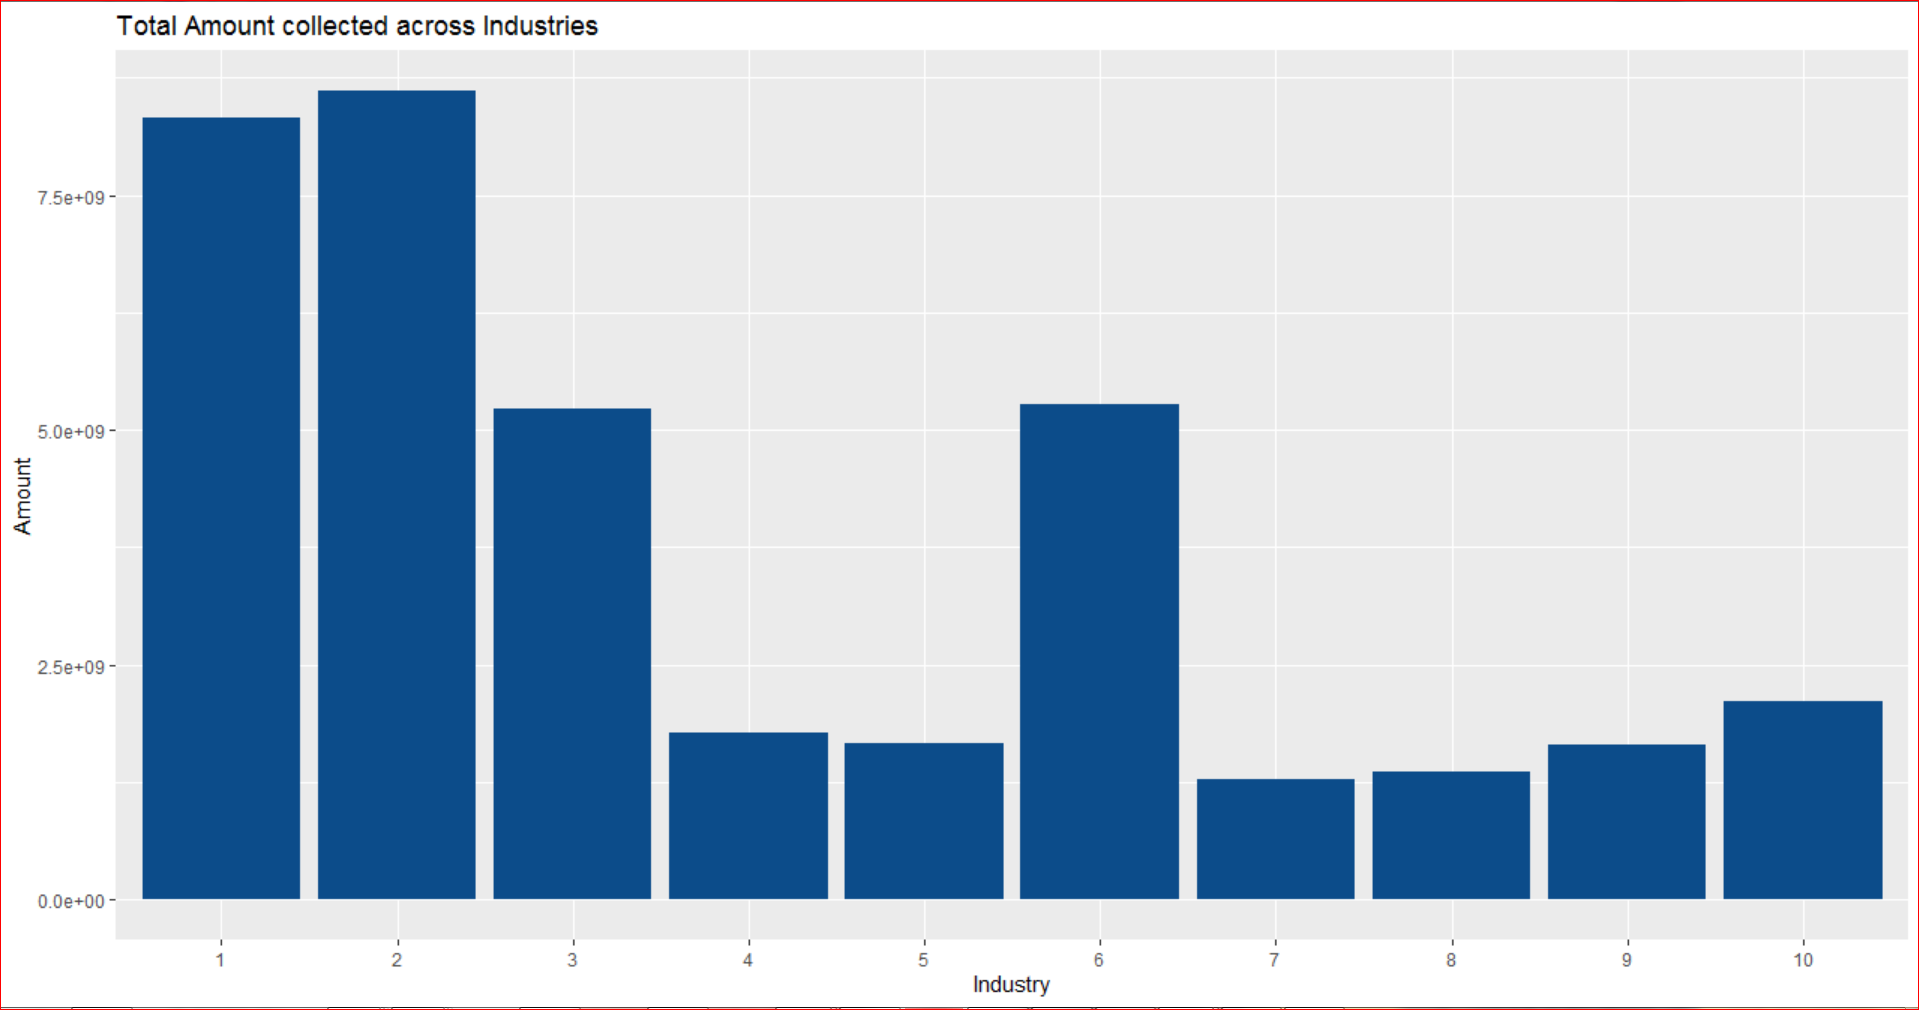 Total Amount collected across Industries
7.5e+09
5.0e+09
2.5e+09
0.0e+00
Amount
1 2 3 4 5 6 7 8 9 10
Industry